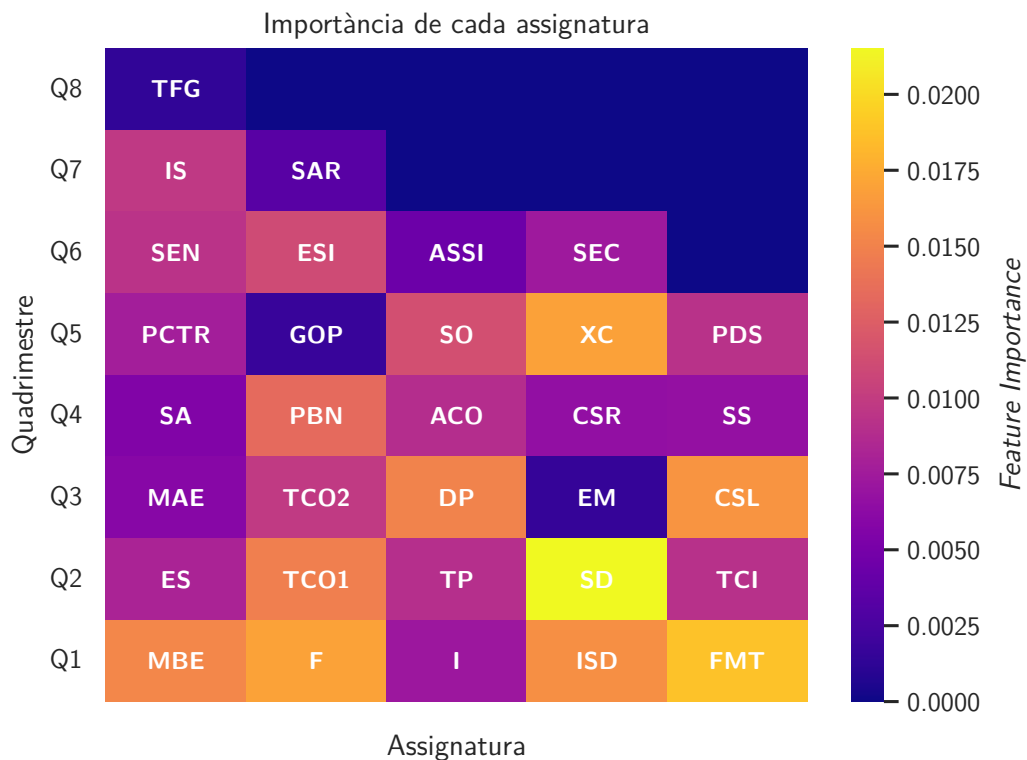 Importància de cada assignatura
Q8 TFG
Q7 IS SAR
Q6 SEN ESI ASSI SEC
Q5 PCTR GOP SO XC PDS
Q4 SA PBN ACO CSR SS
Q3 MAE TCO2 DP EM CSL
Q2 ES TCO1 TP SD TCI
Q1 MBE F I ISD FMT
Quadrimestre
Assignatura
0.0200
0.0175
0.0150
0.0125
0.0100
0.0075
0.0050
0.0025
0.0000
Feature Importance